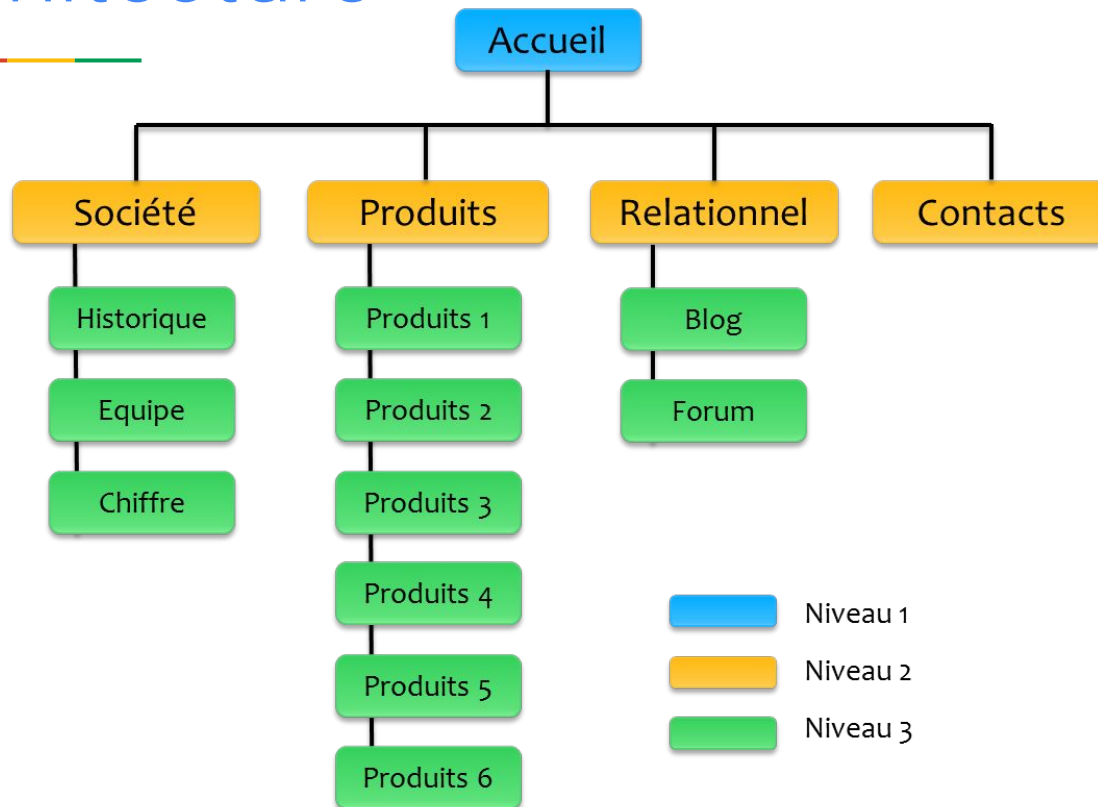 Accueil
Société
Produits
Relationnel
Contacts
Historique
Equipe
Chiffre
Produits 1
Produits 2
Produits 3
Produits 4
Produits 5
Produits 6
Blog
Forum
Niveau 1
Niveau 2
Niveau 3